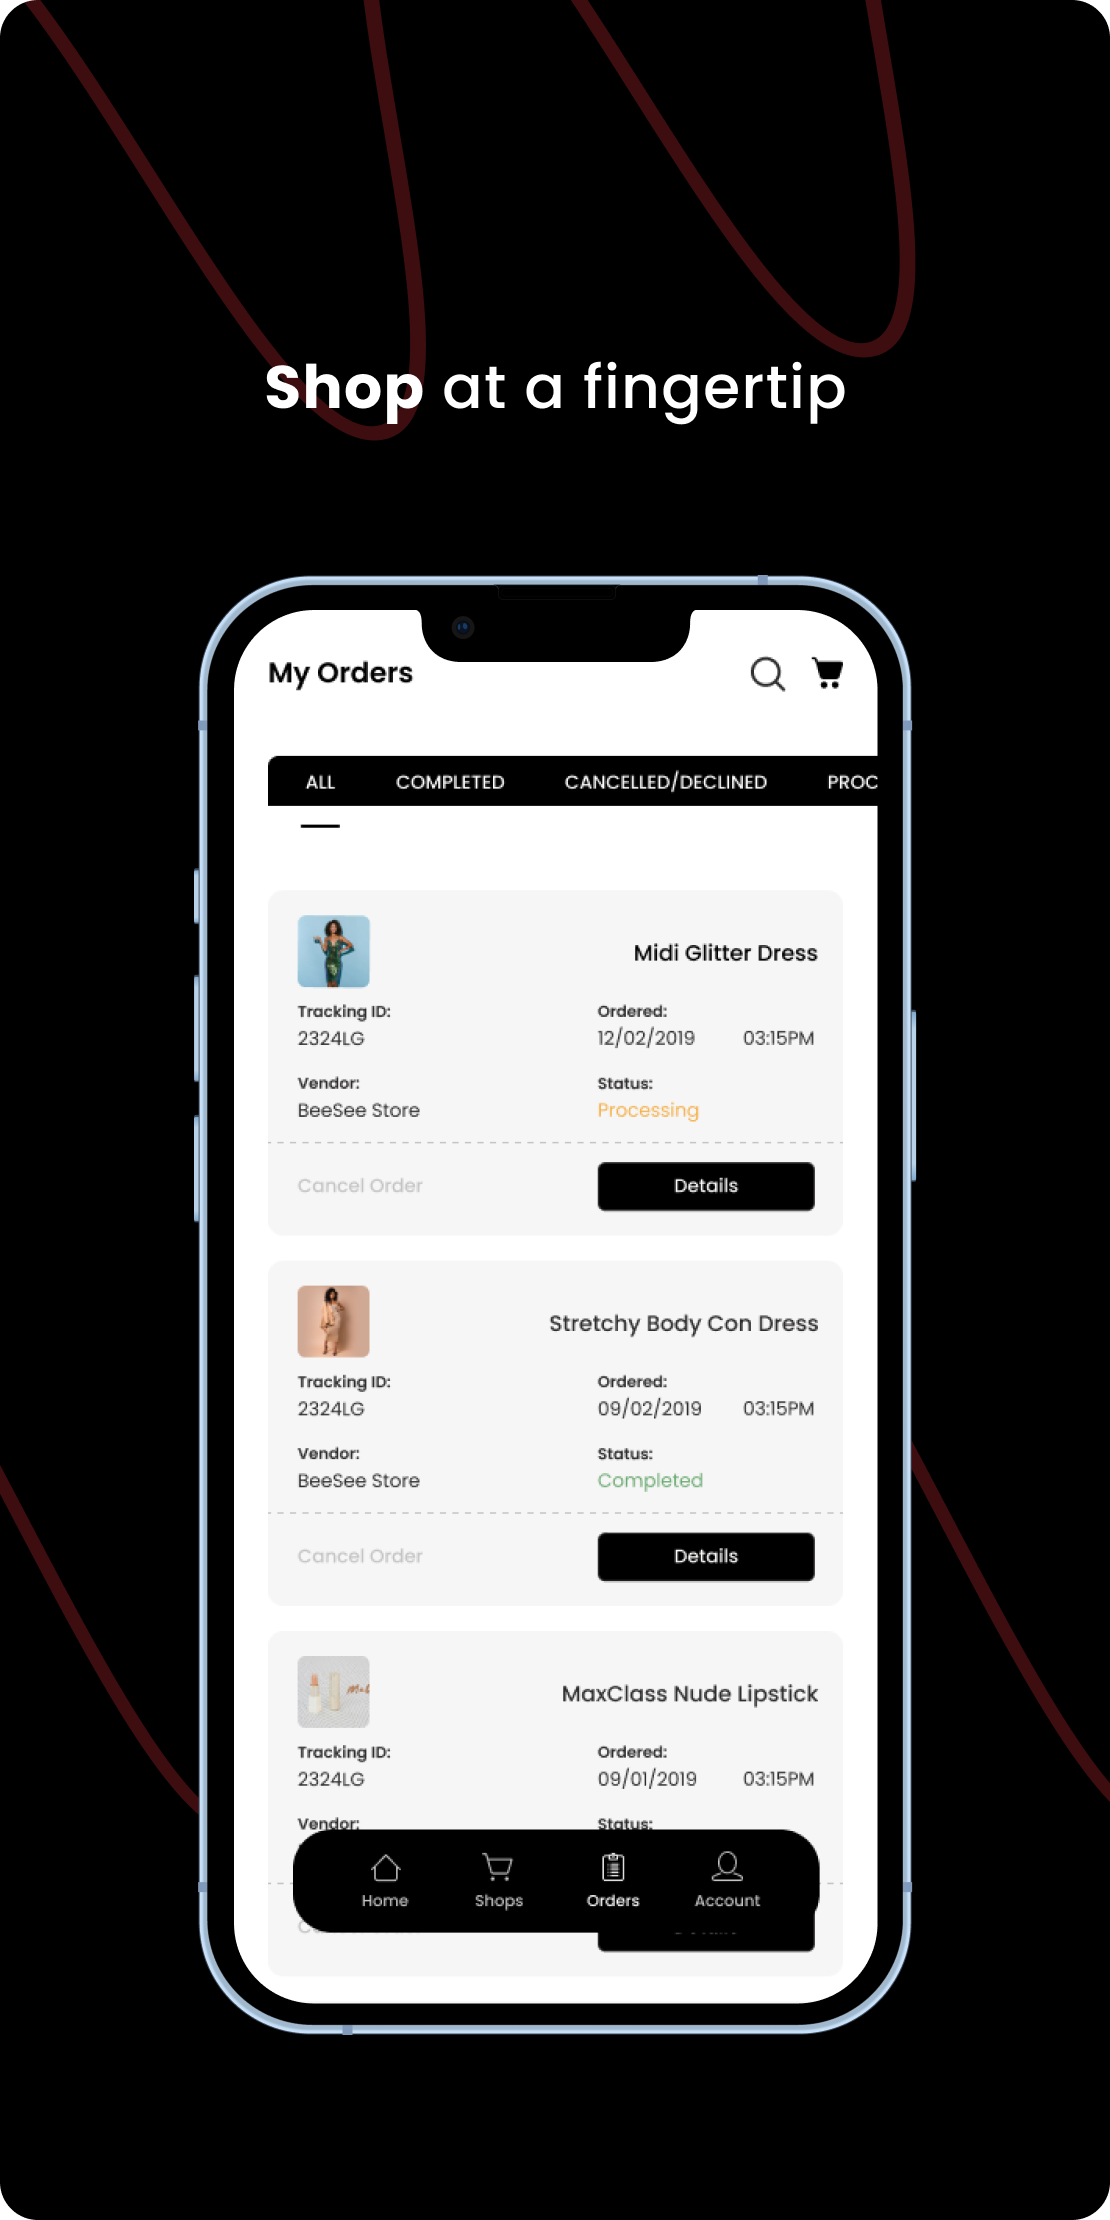 Shop at a fingertip
My Orders
ALL COMPLETED CANCELLED/DECLINED PROC
Midi Glitter Dress
Tracking ID: Ordered:
2324LG 12/02/2019 03:15PM
Vendor: Status:
BeeSee Store Processing
Cancel Order Details
Stretchy Body Con Dress
Tracking ID: Ordered:
2324LG 09/02/2019 03:15PM
Vendor: Status:
BeeSee Store Completed
Cancel Order Details
MaxClass Nude Lipstick
Tracking ID: Ordered:
2324LG 09/01/2019 03:15PM
Vendor: Status:
Home Shops Orders Account